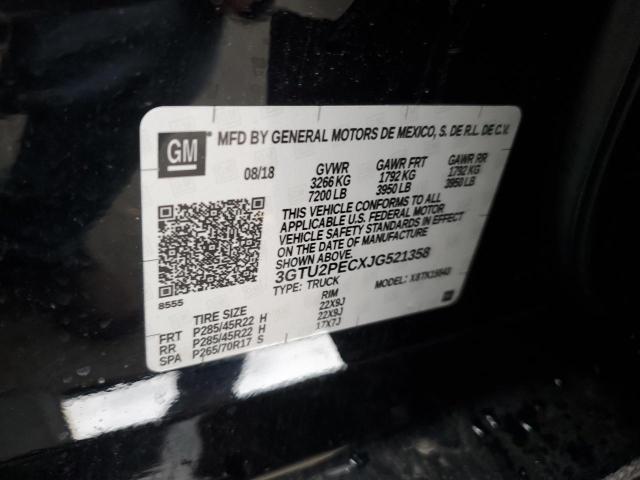 GM MFD BY GENERAL MOTORS DE MEXICO, S. DE R.L. DE C.V.
08/18 GVWR GAWR FRT GAWR RR
3266 KG 1792 KG 1792 KG
7200 LB 3950 LB 3950 LB
THIS VEHICLE CONFORMS TO ALL
APPLICABLE U.S. FEDERAL MOTOR
VEHICLE SAFETY STANDARDS IN EFFECT
ON THE DATE OF MANUFACTURE
SHOWN ABOVE.
3GTU2PECXJG521358
TYPE: TRUCK MODEL:
8555
TIRE SIZE RIM
FRT P285/45R22 H 22X9J
RR P285/45R22 H 22X9J
SPA P265/70R17 S 17X7J